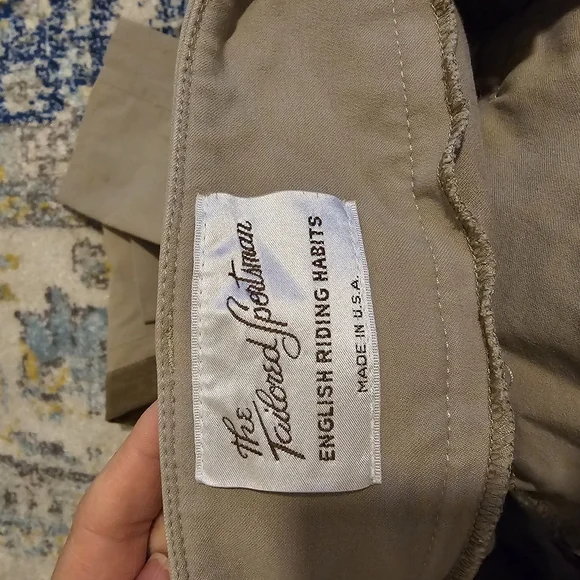 The
Tailored Sportsman
ENGLISH RIDING HABITS
MADE IN U.S.A.